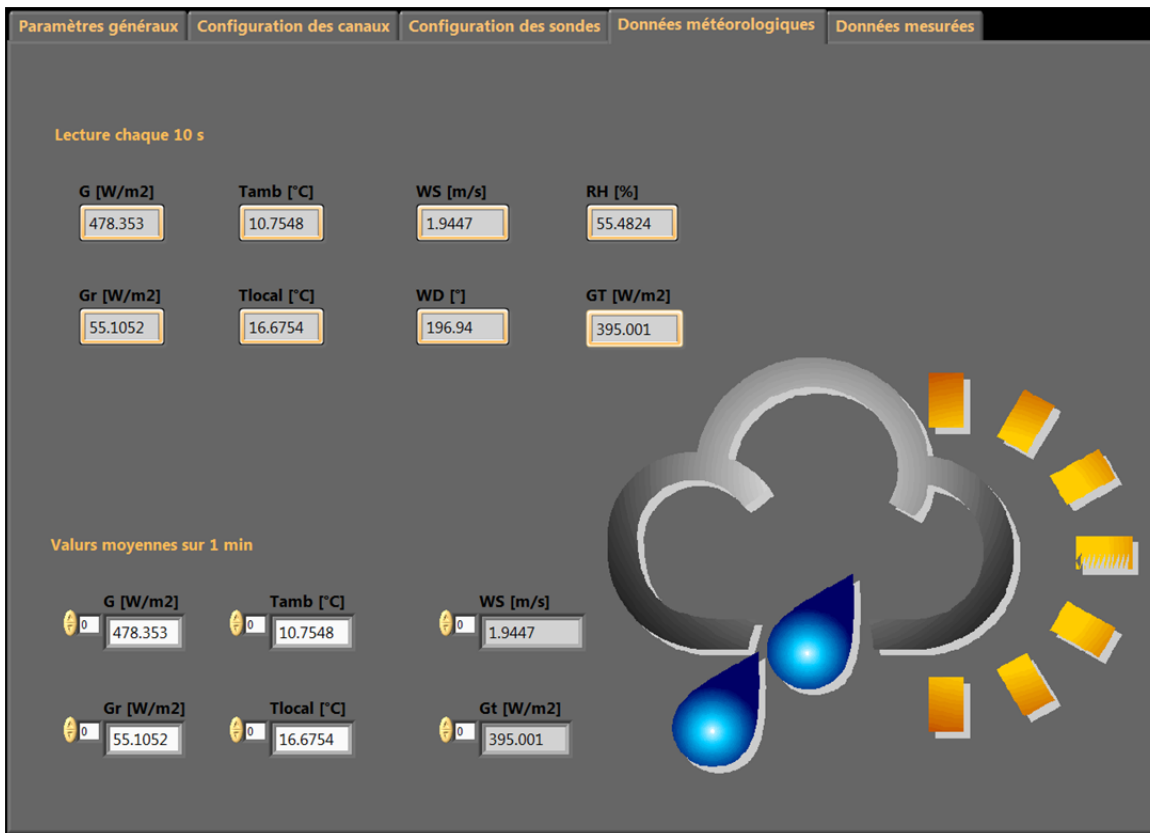 Paramètres généraux Configuration des canaux Configuration des sondes Données météorologiques Données mesurées
Lecture chaque 10 s
G [W/m2] Tamb [°C] WS [m/s] RH [%]
478.353 10.7548 1.9447 55.4824
Gr [W/m2] Tlocal [°C] WD [°] GT [W/m2]
55.1052 16.6754 196.94 395.001
Valurs moyennes sur 1 min
G [W/m2] Tamb [°C] WS [m/s]
0 478.353 0 10.7548 0 1.9447
Gr [W/m2] Tlocal [°C] Gt [W/m2]
0 55.1052 0 16.6754 0 395.001